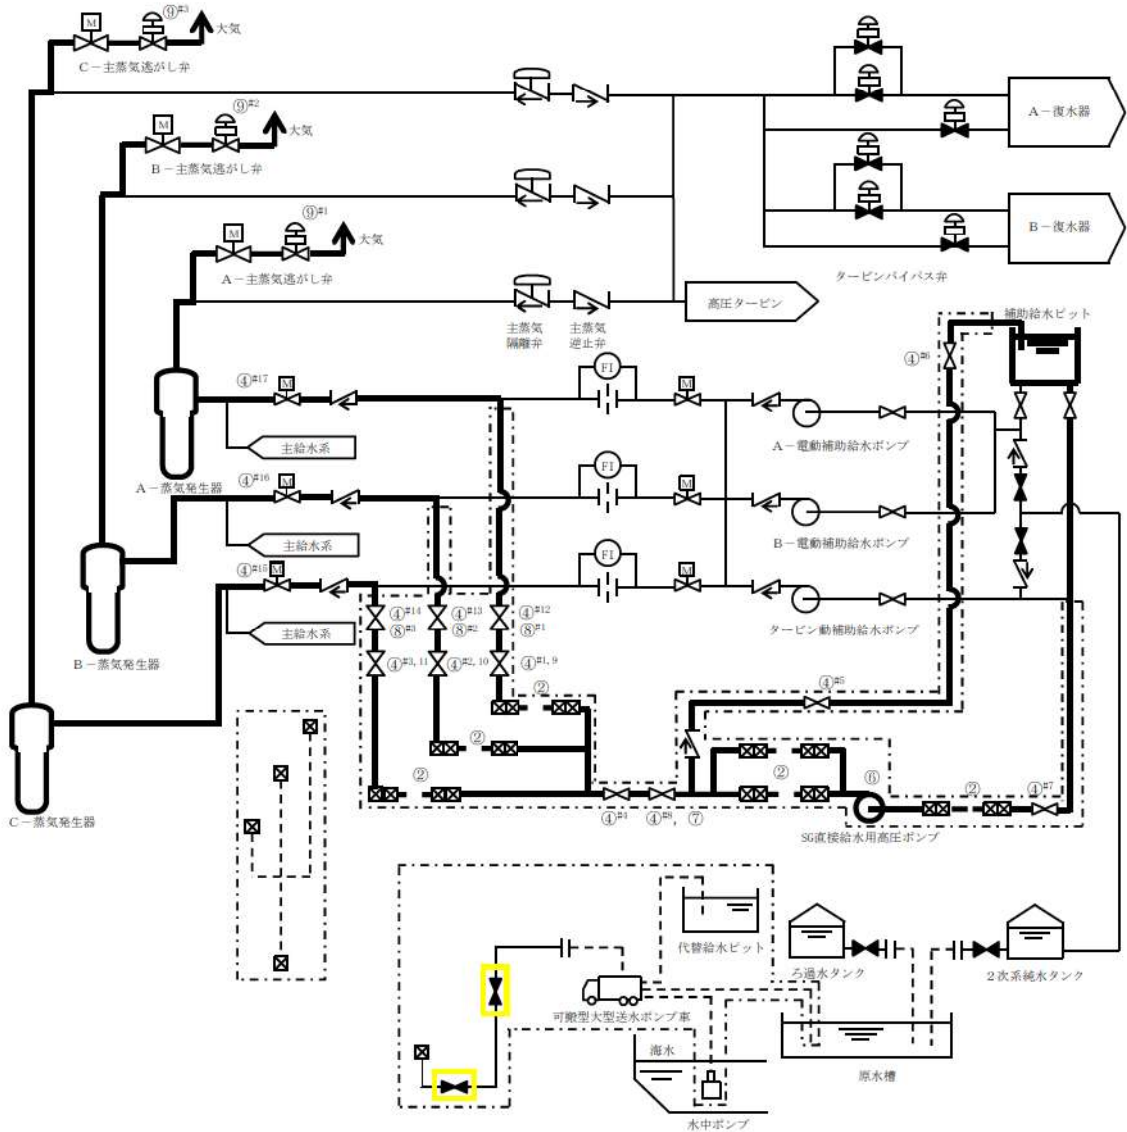 ⑨#3
M
大気
C－主蒸気逃がし弁
⑨#2
M
大気
B－主蒸気逃がし弁
⑨#1
M
大気
A－主蒸気逃がし弁
A－復水器
B－復水器
タービンバイパス弁
高圧タービン
主蒸気
隔離弁
主蒸気
逆止弁
補助給水ピット
④#6
④#17
M
FI
M
主給水系
A－電動補助給水ポンプ
A－蒸気発生器
④#16
M
FI
M
主給水系
B－電動補助給水ポンプ
④#15
M
FI
M
主給水系
タービン動補助給水ポンプ
④#14
⑧#3
④#13
⑧#2
④#12
⑧#1
B－蒸気発生器
④#3, 11
④#2, 10
④#1, 9
②
④#5
②
②
②
⑥
②
④#7
④#4
④#8, ⑦
C－蒸気発生器
SG直接給水用高圧ポンプ
代替給水ピット
ろ過水タンク
2次系純水タンク
可搬型大型送水ポンプ車
海水
原水槽
水中ポンプ